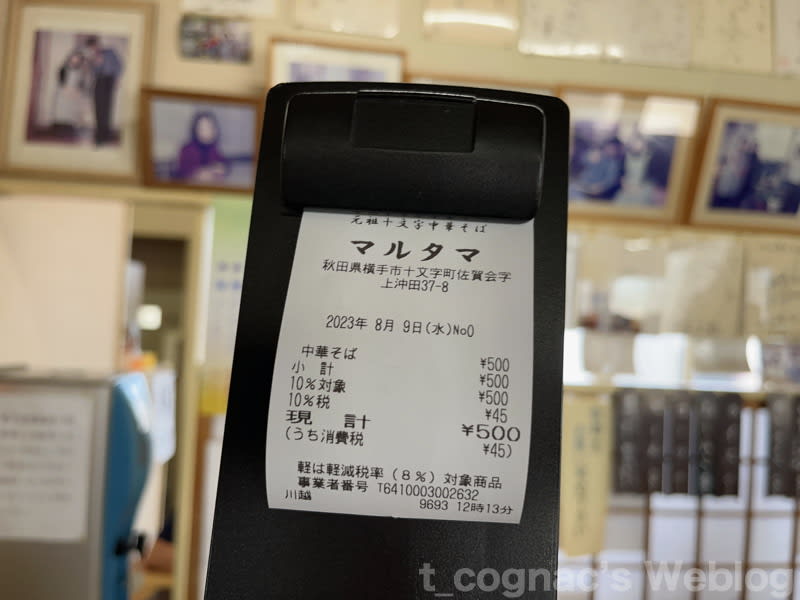 元祖十文字中華そば
マルタマ
秋田県横手市十文字町佐賀会字
上沖田37-8
2023年 8月 9日(水)No0
中華そば ¥500
小 計 ¥500
10%対象 ¥500
10%税 ¥45
現 計 ¥500
(うち消費税 ¥45)
軽は軽減税率(8%)対象商品
事業者番号 T6410003002632
川越 9693 12時13分
t_cognac's Weblog